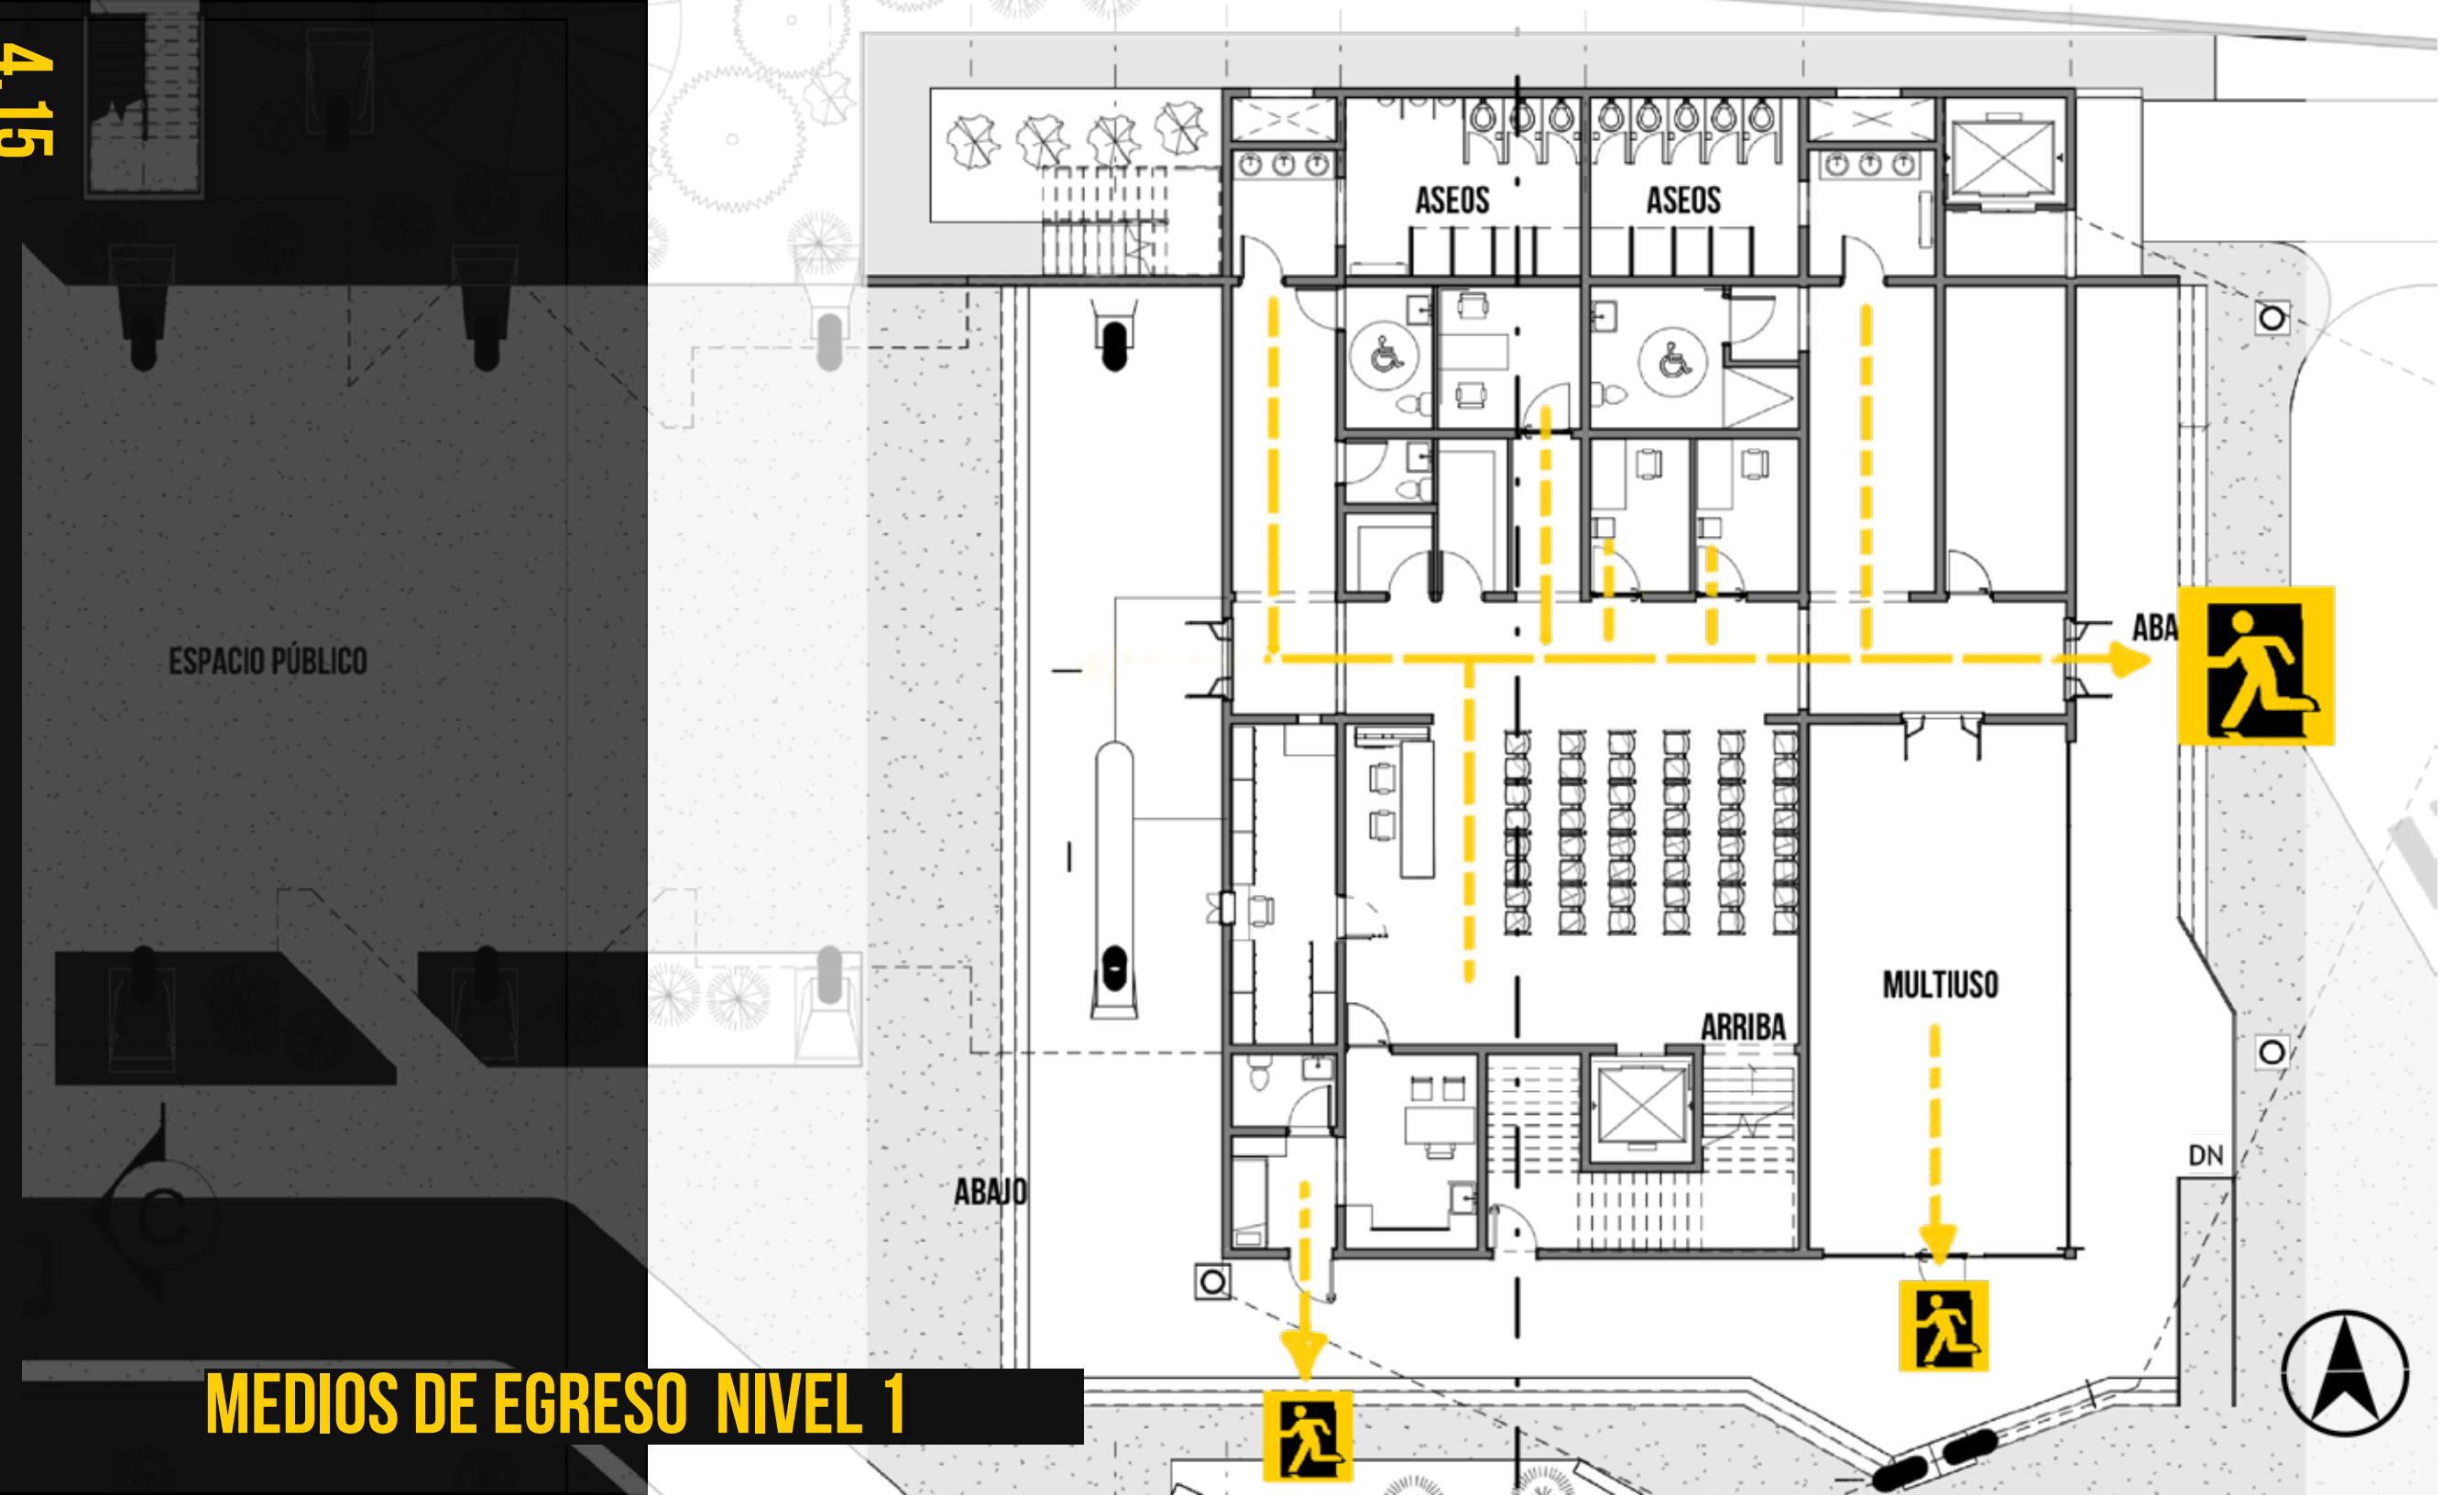 4.15
ASEOS
ASEOS
ESPACIO PÚBLICO
ABA
MULTIUSO
ARRIBA
DN
ABAJO
C
MEDIOS DE EGRESO NIVEL 1